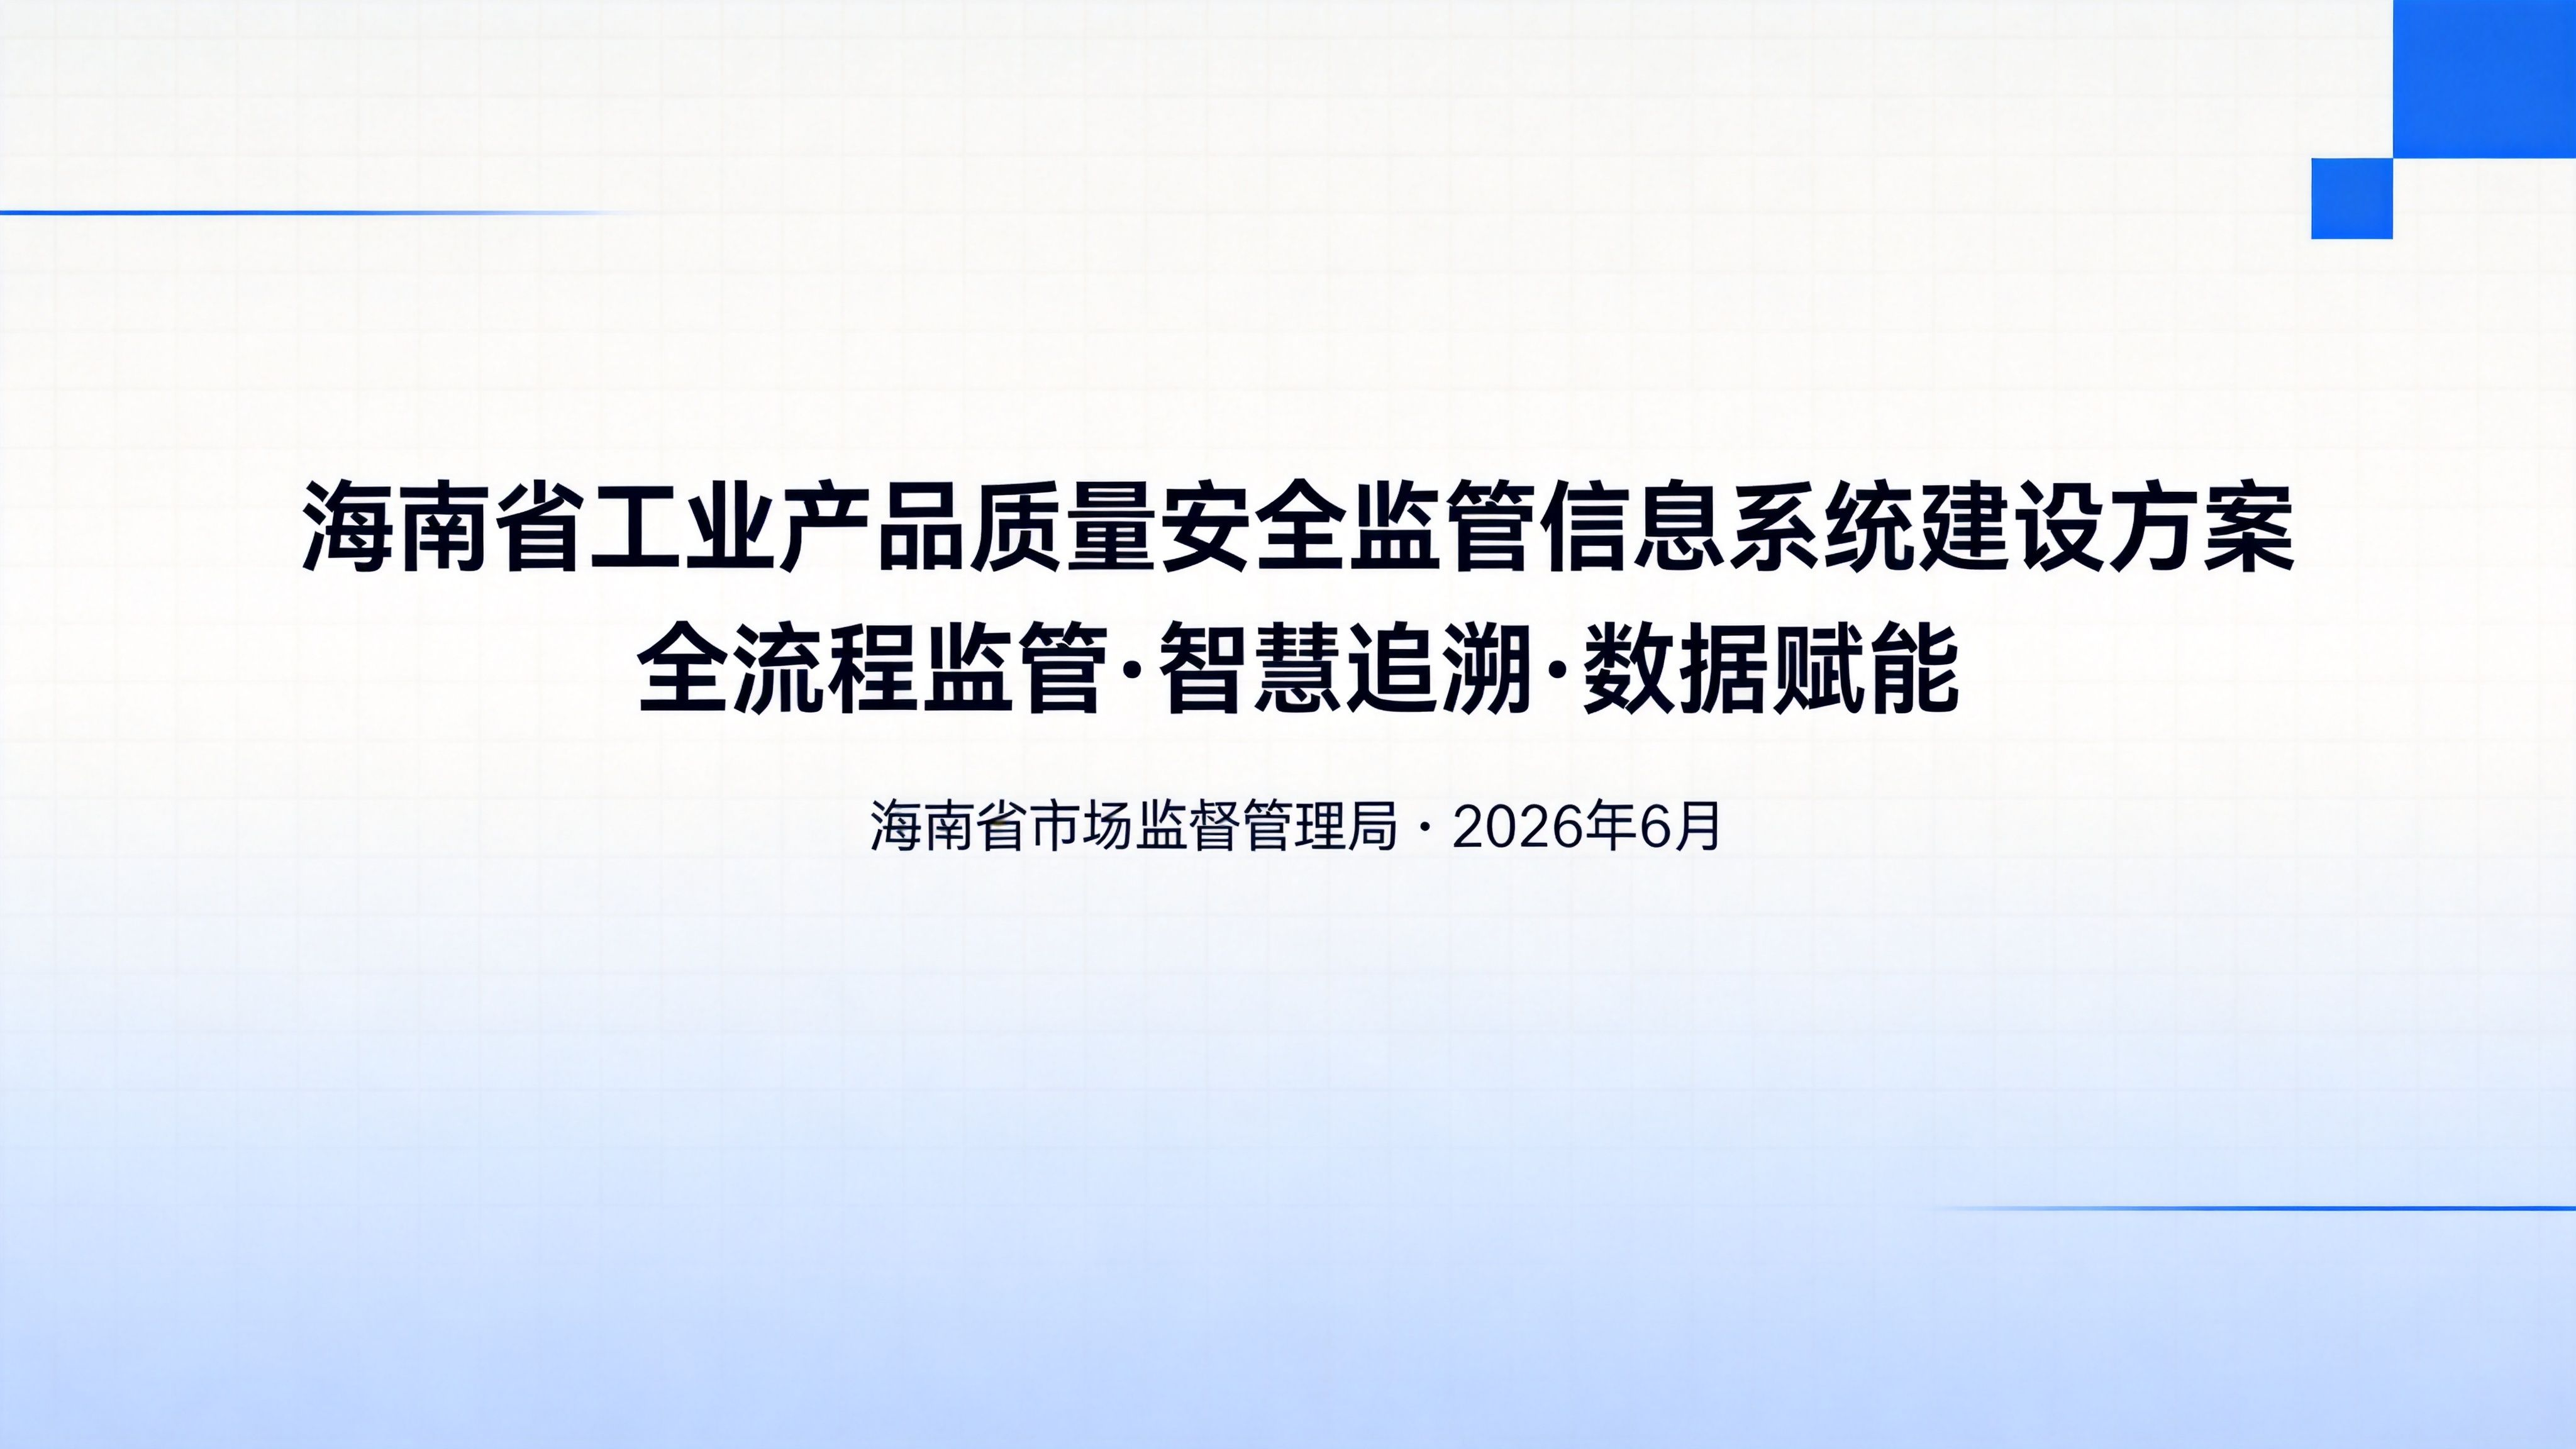 海南省工业产品质量安全监管信息系统建设方案
全流程监管·智慧追溯·数据赋能
海南省市场监督管理局 · 2026年6月